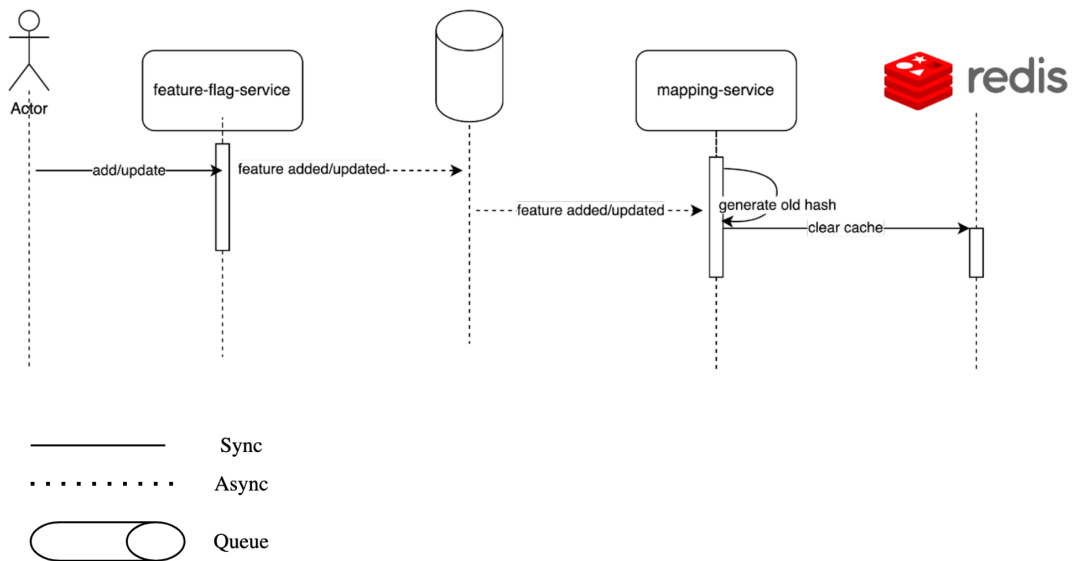 Actor
feature-flag-service
mapping-service
redis
add/update
feature added/updated
feature added/updated
generate old hash
clear cache
Sync
Async
Queue